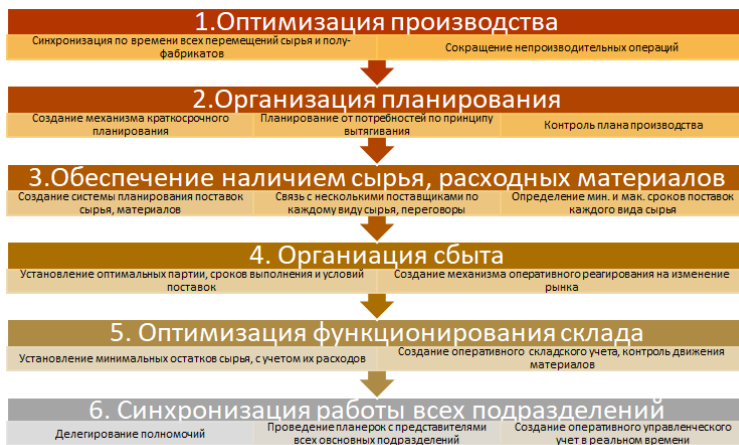 1.Оптимизация производства
Синхронизация по времени всех перемещений сырья и полу-
фабрикатов
Сокращение непроизводительных операций
2.Организация планирования
Создание механизма краткосрочного
планирования
Планирование от потребностей по принципу
вытягивания
Контроль плана производства
3.Обеспечение наличием сырья, расходных материалов
Создание системы планирования поставок
сырья, материалов
Связь с несколькими поставщиками по
каждому виду сырья, переговоры
Определение мин. и мак. сроков поставок
каждого вида сырья
4. Органиация сбыта
Установление оптимальных партии, сроков выполнения и условий
поставок
Создание механизма оперативного реагирования на изменение
рынка
5. Оптимизация функционирования склада
Установление минимальных остатков сырья, с учетом их расходов
Создание оперативного складского учета, контроль движения
материалов
6. Синхронизация работы всех подразделений
Делегирование полномочий
Проведение планерок с представителями
всех овсновных подразделений
Создание оперативного управленческого
учет в реальном времени